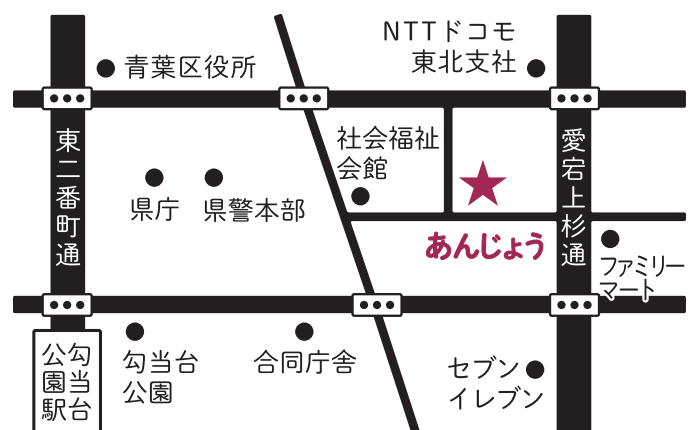 NTTドコモ
東北支社
青葉区役所
東二番町通
社会福祉
会館
愛宕上杉通
県庁
県警本部
あんじょう
ファミリー
マート
勾当台
公園駅
勾当台
公園
合同庁舎
セブン
イレブン